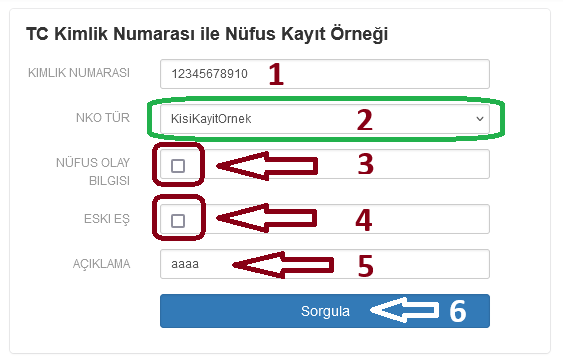 TC Kimlik Numarası ile Nüfus Kayıt Örneği
KIMLIK NUMARASI 12345678910 1
NKO TÜR KisiKayitOrnek 2
NÜFUS OLAY 3
BILGISI
ESKI EŞ 4
AÇIKLAMA aaaa 5
Sorgula 6